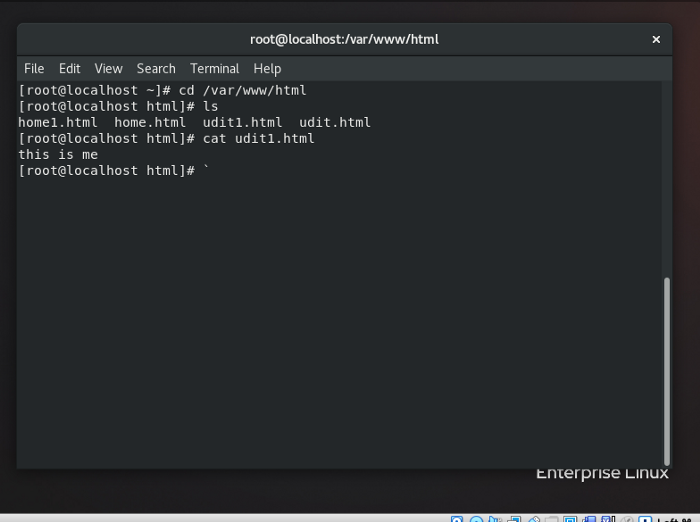 root@localhost:/var/www/html
File Edit View Search Terminal Help
[root@localhost ~]# cd /var/www/html
[root@localhost html]# ls
home1.html  home.html  udit1.html  udit.html
[root@localhost html]# cat udit1.html
this is me
[root@localhost html]# `
Enterprise Linux